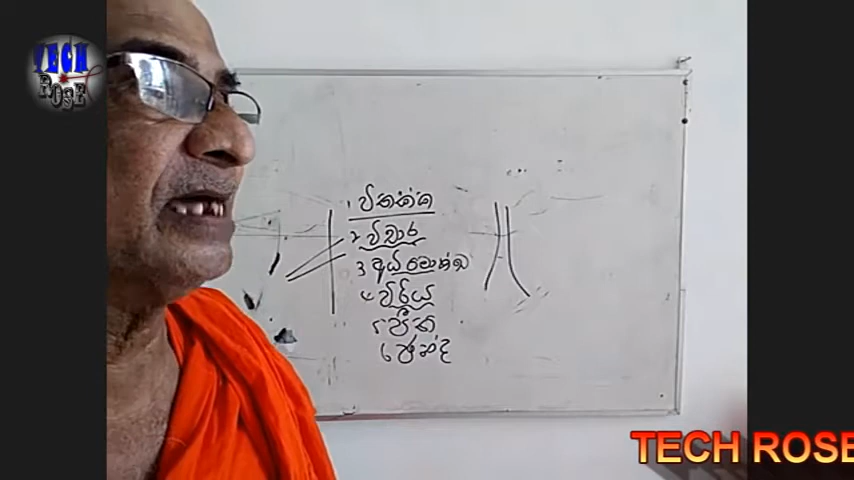 TECH
ROSE
1 විතක්ක
2 විචාර
3 අධිමොක්ඛ
4 විරිය
5 පීති
6 ඡන්ද
TECH ROSE